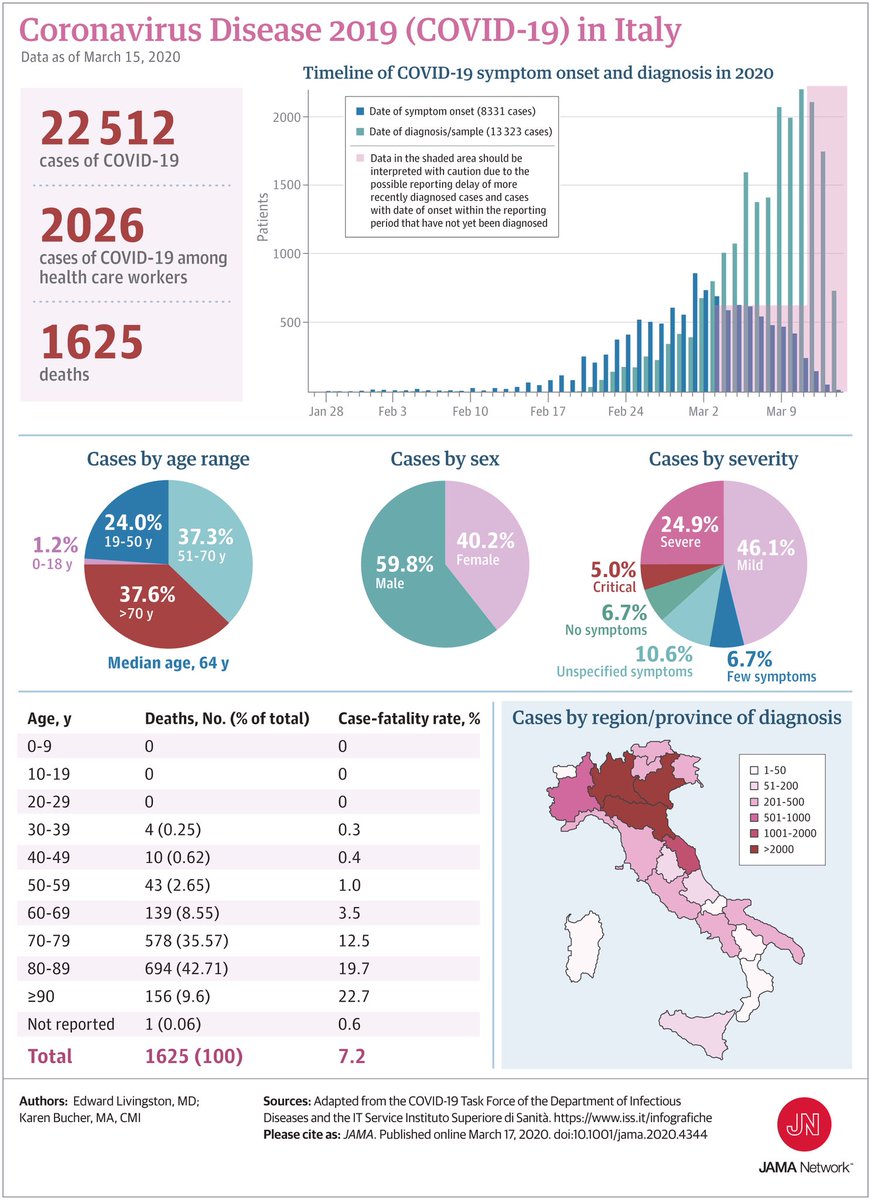 Coronavirus Disease 2019 (COVID-19) in Italy
Data as of March 15, 2020
22 512
cases of COVID-19
2026
cases of COVID-19 among
health care workers
1625
deaths
Timeline of COVID-19 symptom onset and diagnosis in 2020
Patients
2000
1500
1000
500
Date of symptom onset (8331 cases)
Date of diagnosis/sample (13 323 cases)
Data in the shaded area should be
interpreted with caution due to the
possible reporting delay of more
recently diagnosed cases and cases
with date of onset within the reporting
period that have not yet been diagnosed
Jan 28 Feb 3 Feb 10 Feb 17 Feb 24 Mar 2 Mar 9
Cases by age range
24.0%
19-50 y
37.3%
51-70 y
1.2%
0-18 y
37.6%
>70 y
Median age, 64 y
Cases by sex
59.8%
Male
40.2%
Female
Cases by severity
24.9%
Severe
46.1%
Mild
5.0%
Critical
6.7%
No symptoms
10.6%
Unspecified symptoms
6.7%
Few symptoms
Age, y Deaths, No. (% of total) Case-fatality rate, %
0-9 0 0
10-19 0 0
20-29 0 0
30-39 4 (0.25) 0.3
40-49 10 (0.62) 0.4
50-59 43 (2.65) 1.0
60-69 139 (8.55) 3.5
70-79 578 (35.57) 12.5
80-89 694 (42.71) 19.7
≥90 156 (9.6) 22.7
Not reported 1 (0.06) 0.6
Total 1625 (100) 7.2
Cases by region/province of diagnosis
1-50
51-200
201-500
501-1000
1001-2000
>2000
Authors: Edward Livingston, MD;
Karen Bucher, MA, CMI
Sources: Adapted from the COVID-19 Task Force of the Department of Infectious
Diseases and the IT Service Instituto Superiore di Sanità. https://www.iss.it/infografiche
Please cite as: JAMA. Published online March 17, 2020. doi:10.1001/jama.2020.4344
JN
JAMA Network™